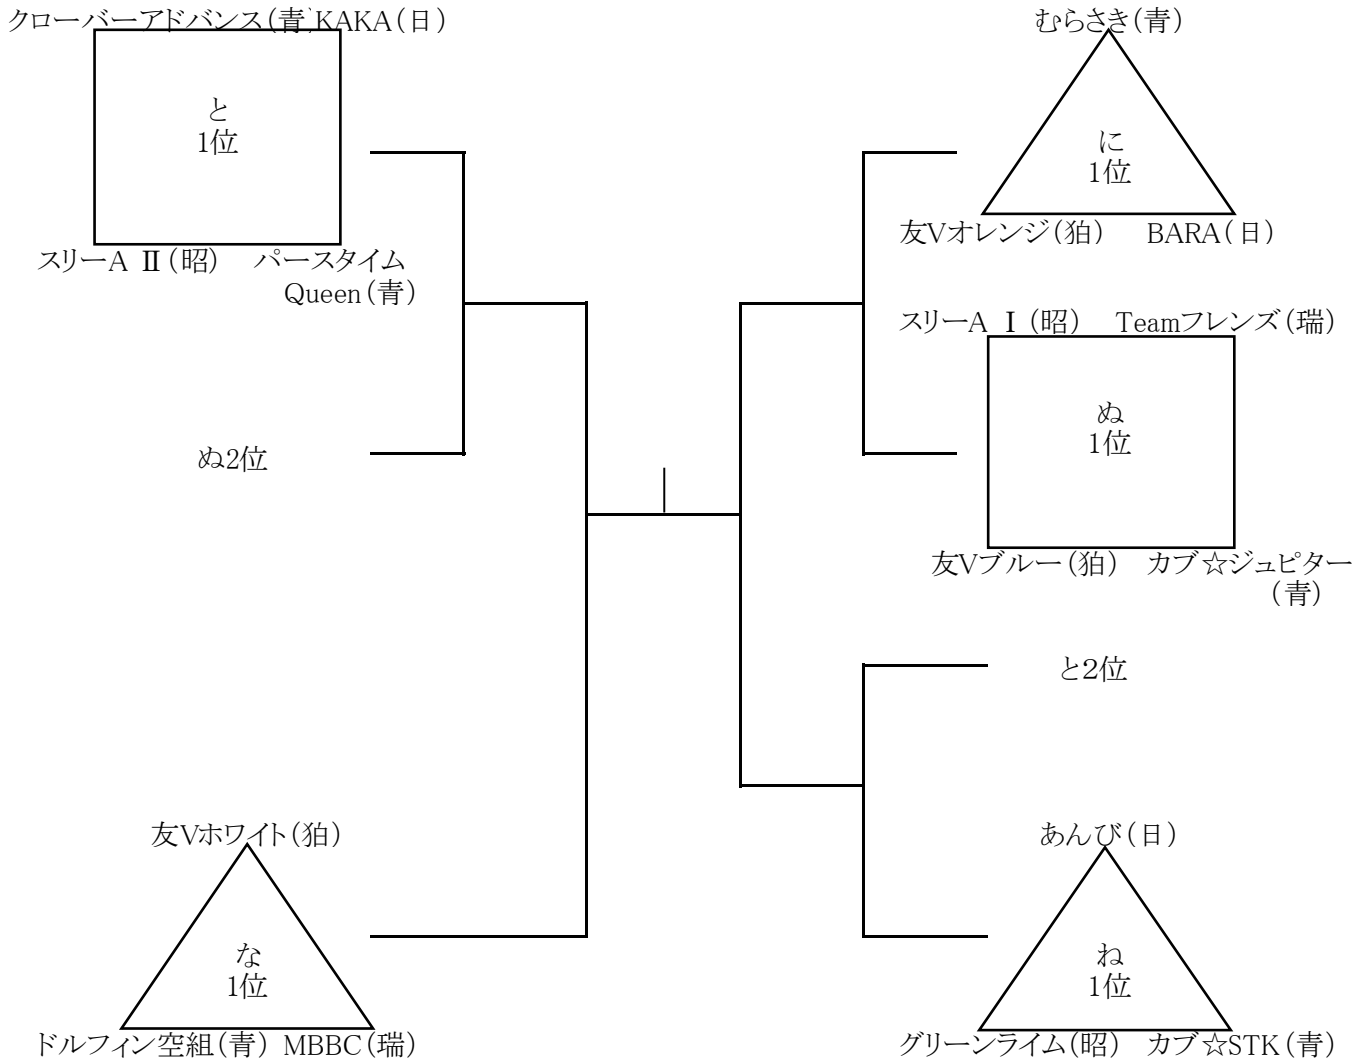 クローバーアドバンス(青)KAKA(日)
と
1位
スリーA Ⅱ(昭) パースタイム
Queen(青)
ぬ2位
友Vホワイト(狛)
な
1位
ドルフィン空組(青) MBBC(瑞)
むらさき(青)
に
1位
友Vオレンジ(狛) BARA(日)
スリーA Ⅰ(昭) Teamフレンズ(瑞)
ぬ
1位
友Vブルー(狛) カブ☆ジュピター
(青)
と2位
あんび(日)
ね
1位
グリーンライム(昭) カブ☆STK(青)